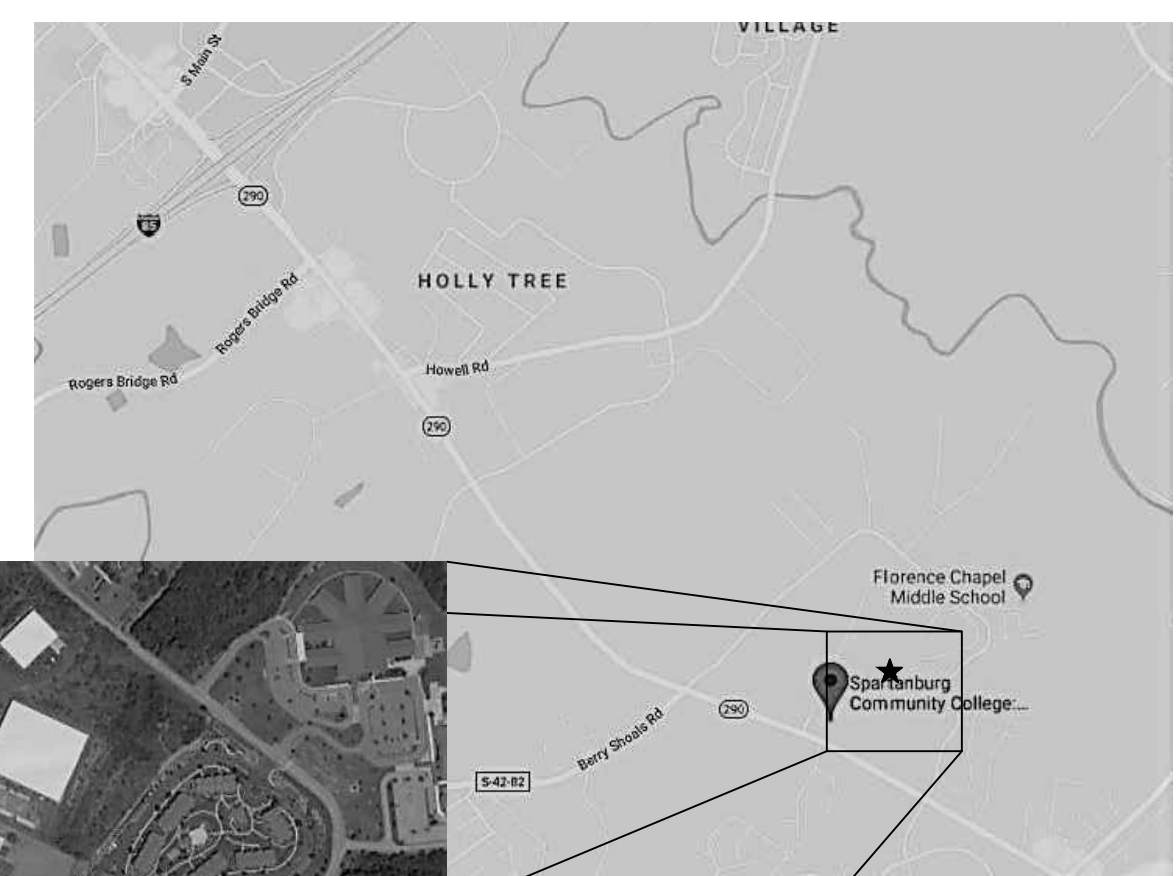 VILLAGE
S Main St
290
85
HOLLY TREE
Rogers Bridge Rd
Rogers Bridge Rd
Howell Rd
290
Florence Chapel
Middle School
Spartanburg
Community College:...
290
Berry Shoals Rd
S-42-82